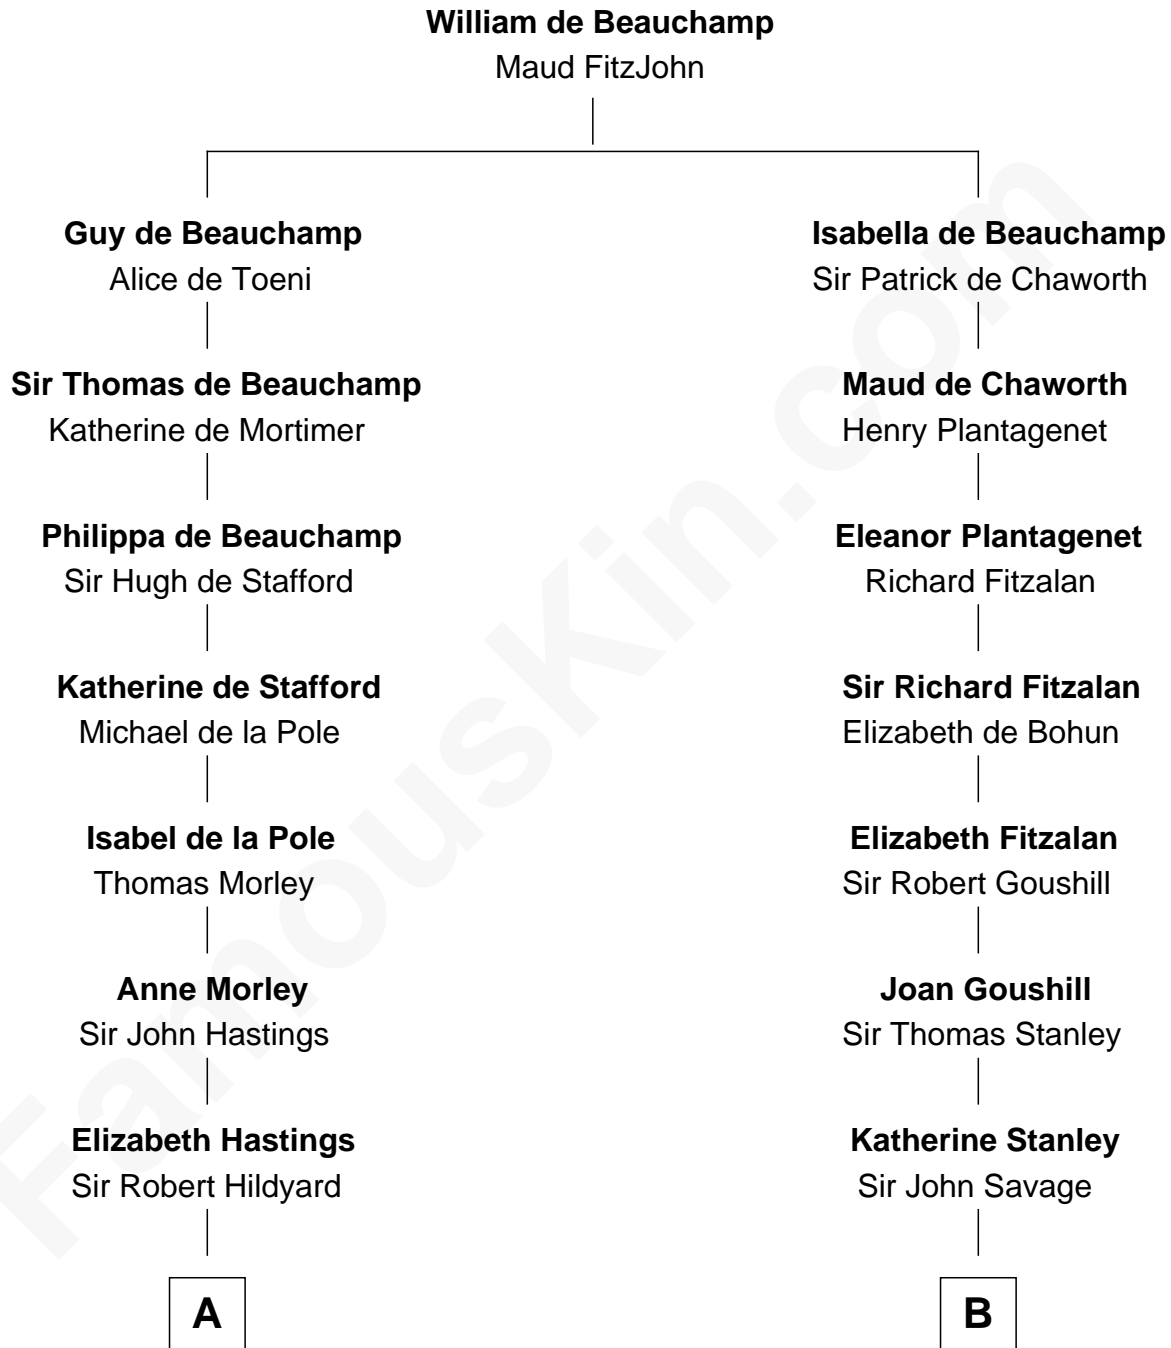 William de Beauchamp
Maud FitzJohn
Guy de Beauchamp
Alice de Toeni
Isabella de Beauchamp
Sir Patrick de Chaworth
Sir Thomas de Beauchamp
Katherine de Mortimer
Maud de Chaworth
Henry Plantagenet
Philippa de Beauchamp
Sir Hugh de Stafford
Eleanor Plantagenet
Richard Fitzalan
Katherine de Stafford
Michael de la Pole
Sir Richard Fitzalan
Elizabeth de Bohun
Isabel de la Pole
Thomas Morley
Elizabeth Fitzalan
Sir Robert Goushill
Anne Morley
Sir John Hastings
Joan Goushill
Sir Thomas Stanley
Elizabeth Hastings
Sir Robert Hildyard
Katherine Stanley
Sir John Savage
A
B
FamousKin.com